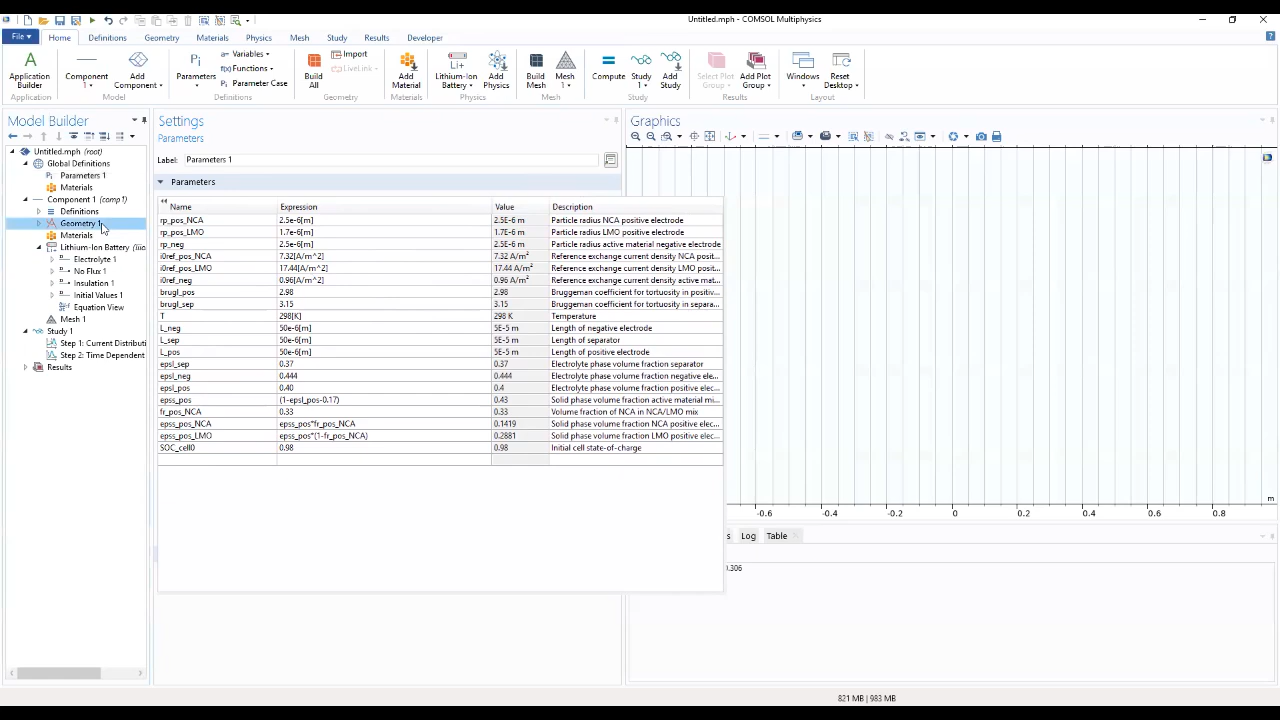 Untitled.mph - COMSOL Multiphysics
File Home Definitions Geometry Materials Physics Mesh Study Results Developer
Application Builder
Application
Component 1
Add Component
Model
Parameters
Variables
Functions
Parameter Case
Definitions
Build All
Import
LiveLink
Geometry
Add Material
Materials
Lithium-Ion Battery
Add Physics
Physics
Build Mesh
Mesh 1
Mesh
Compute
Study 1
Add Study
Study
Select Plot Group
Add Plot Group
Results
Windows
Reset Desktop
Layout
Model Builder
Untitled.mph (root)
Global Definitions
Parameters 1
Materials
Component 1 (comp1)
Definitions
Geometry 1
Materials
Lithium-Ion Battery (liio
Electrolyte 1
No Flux 1
Insulation 1
Initial Values 1
Equation View
Mesh 1
Study 1
Step 1: Current Distributi
Step 2: Time Dependent
Results
Settings
Parameters
Label: Parameters 1
Parameters
Name Expression Value Description
rp_pos_NCA 2.5e-6[m] 2.5E-6 m Particle radius NCA positive electrode
rp_pos_LMO 1.7e-6[m] 1.7E-6 m Particle radius LMO positive electrode
rp_neg 2.5e-6[m] 2.5E-6 m Particle radius active material negative electrode
i0ref_pos_NCA 7.32[A/m^2] 7.32 A/m² Reference exchange current density NCA posit...
i0ref_pos_LMO 17.44[A/m^2] 17.44 A/m² Reference exchange current density LMO posit...
i0ref_neg 0.96[A/m^2] 0.96 A/m² Reference exchange current density active mat...
brugl_pos 2.98 2.98 Bruggeman coefficient for tortuosity in positiv...
brugl_sep 3.15 3.15 Bruggeman coefficient for tortuosity in separa...
T 298[K] 298 K Temperature
L_neg 50e-6[m] 5E-5 m Length of negative electrode
L_sep 50e-6[m] 5E-5 m Length of separator
L_pos 50e-6[m] 5E-5 m Length of positive electrode
epsl_sep 0.37 0.37 Electrolyte phase volume fraction separator
epsl_neg 0.444 0.444 Electrolyte phase volume fraction negative ele...
epsl_pos 0.40 0.4 Electrolyte phase volume fraction positive elec...
epss_pos (1-epsl_pos-0.17) 0.43 Solid phase volume fraction active material mi...
fr_pos_NCA 0.33 0.33 Volume fraction of NCA in NCA/LMO mix
epss_pos_NCA epss_pos*fr_pos_NCA 0.1419 Solid phase volume fraction NCA positive elect...
epss_pos_LMO epss_pos*(1-fr_pos_NCA) 0.2881 Solid phase volume fraction LMO positive elec...
SOC_cell0 0.98 0.98 Initial cell state-of-charge
Graphics
m
-0.6 -0.4 -0.2 0 0.2 0.4 0.6 0.8
s Log Table
.306
821 MB | 983 MB